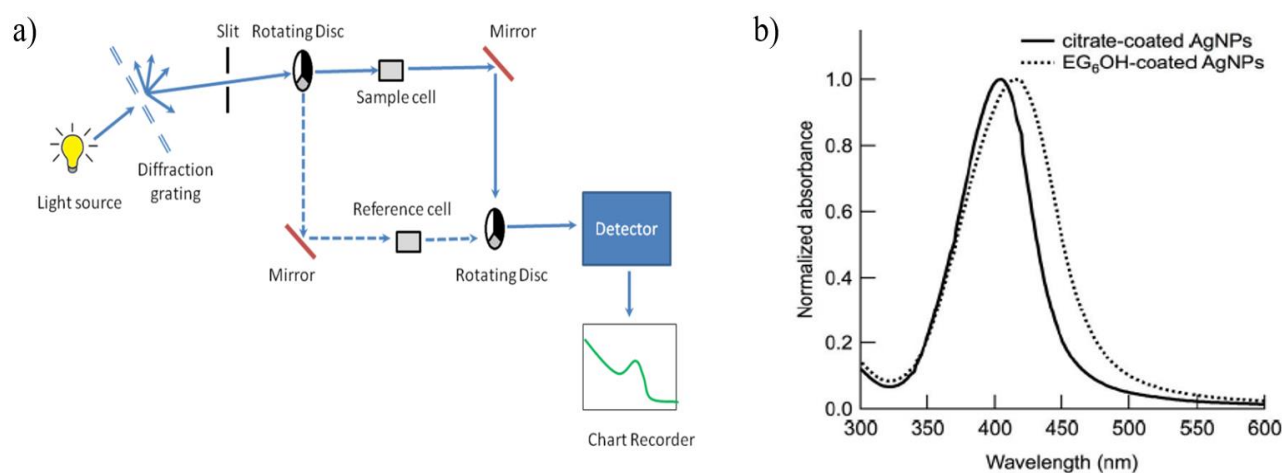 a)
Slit
Rotating Disc
Mirror
Sample cell
Diffraction
grating
Light source
Reference cell
Mirror
Rotating Disc
Detector
Chart Recorder
b)
citrate-coated AgNPs
EG₆OH-coated AgNPs
Normalized absorbance
1.0
0.8
0.6
0.4
0.2
0.0
300 350 400 450 500 550 600
Wavelength (nm)